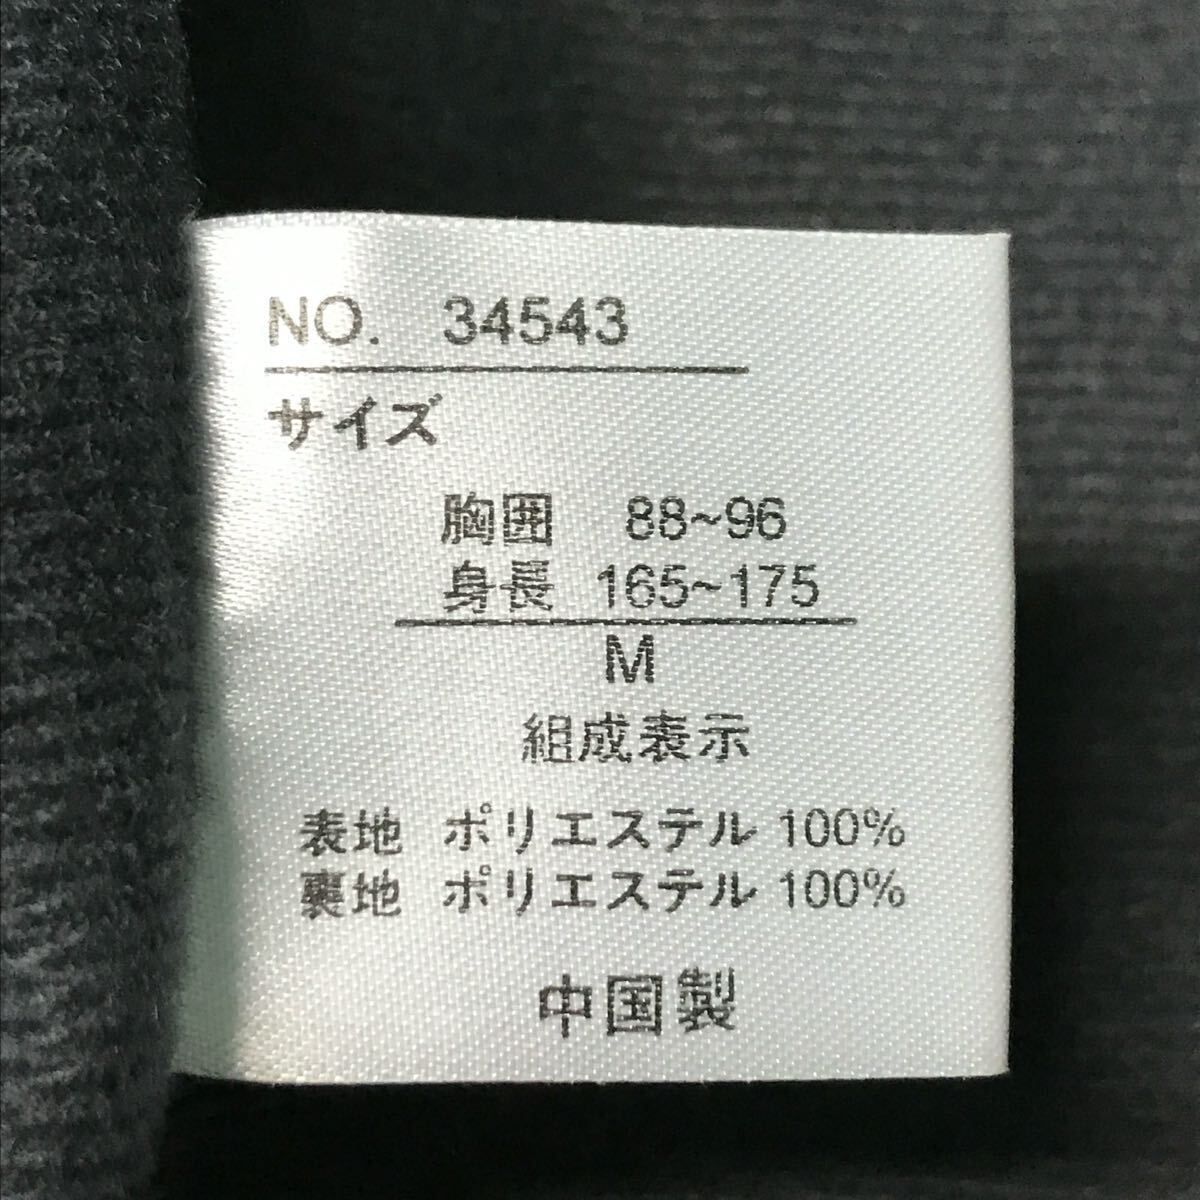 NO. 34543
サイズ
胸囲 88~96
身長 165~175
M
組成表示
表地 ポリエステル 100%
裏地 ポリエステル 100%
中国製